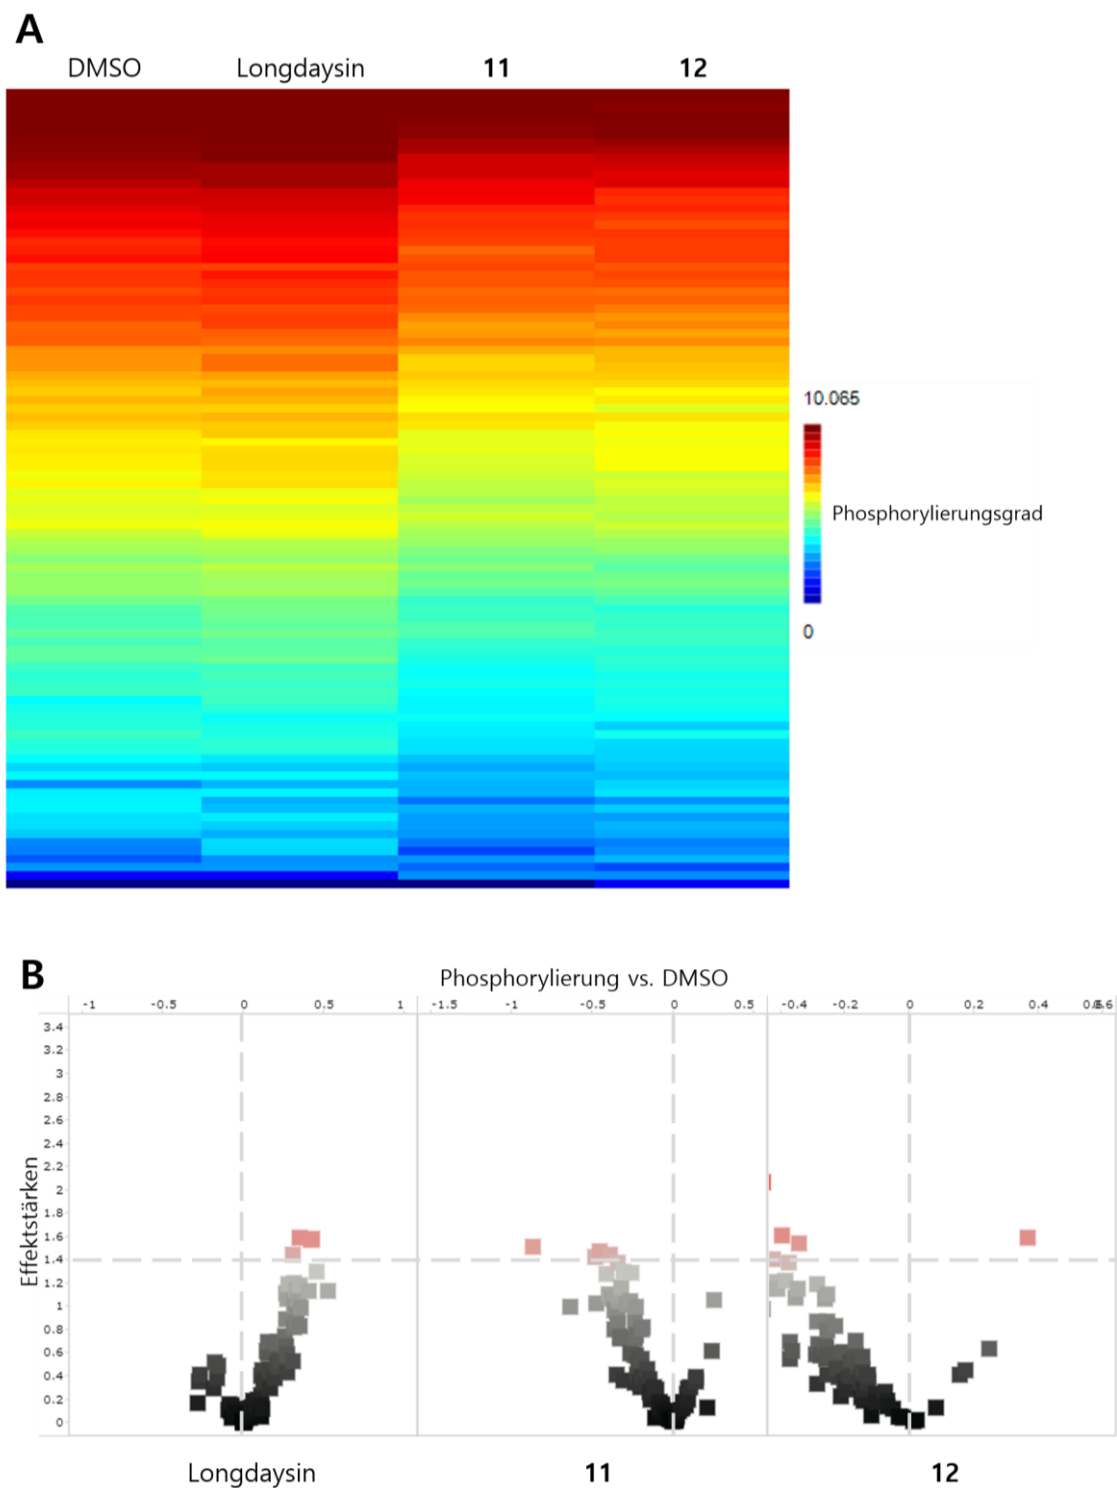 A
DMSO Longdaysin 11 12
10.065
Phosphorylierungsgrad
0
B
Phosphorylierung vs. DMSO
-1 -0.5 0 0.5 1 -1.5 -1 -0.5 0 0.5 -0.4 -0.2 0 0.2 0.4
3.4
3.2
3
2.8
2.6
2.4
2.2
2
1.8
1.6
1.4
1.2
1
0.8
0.6
0.4
0.2
0
Effektstärken
Longdaysin 11 12